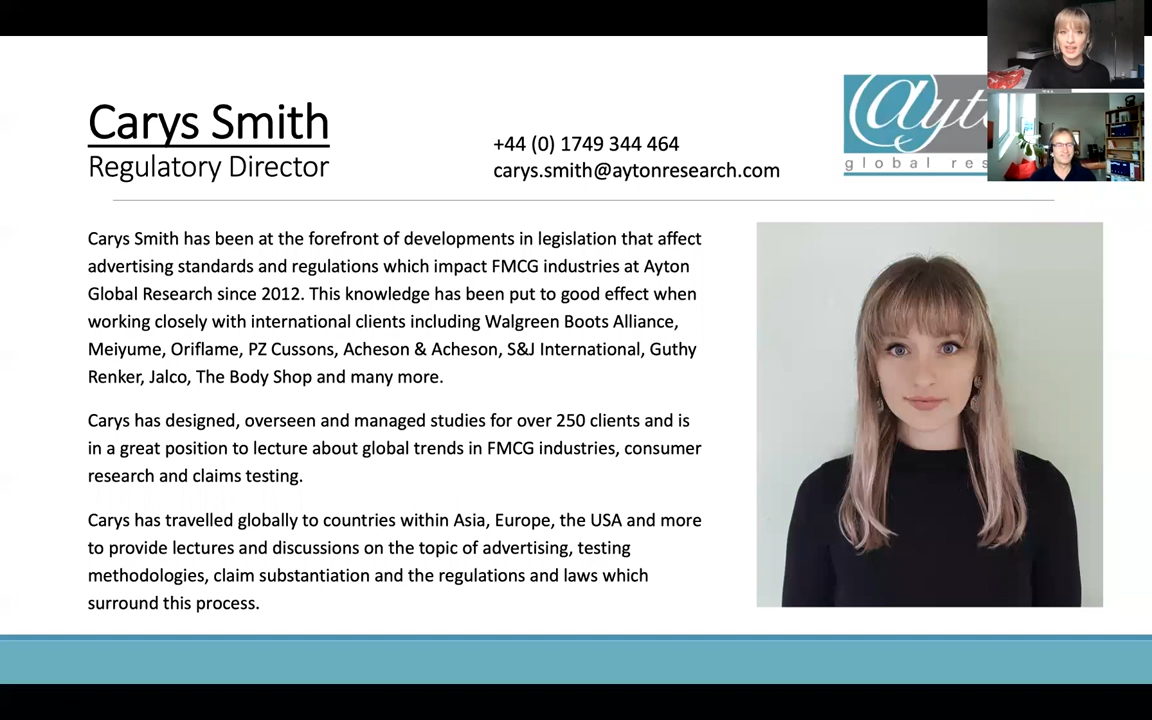 Carys Smith
Regulatory Director
+44 (0) 1749 344 464
carys.smith@aytonresearch.com
global
Carys Smith has been at the forefront of developments in legislation that affect
advertising standards and regulations which impact FMCG industries at Ayton
Global Research since 2012. This knowledge has been put to good effect when
working closely with international clients including Walgreen Boots Alliance,
Meiyume, Oriflame, PZ Cussons, Acheson & Acheson, S&J International, Guthy
Renker, Jalco, The Body Shop and many more.
Carys has designed, overseen and managed studies for over 250 clients and is
in a great position to lecture about global trends in FMCG industries, consumer
research and claims testing.
Carys has travelled globally to countries within Asia, Europe, the USA and more
to provide lectures and discussions on the topic of advertising, testing
methodologies, claim substantiation and the regulations and laws which
surround this process.